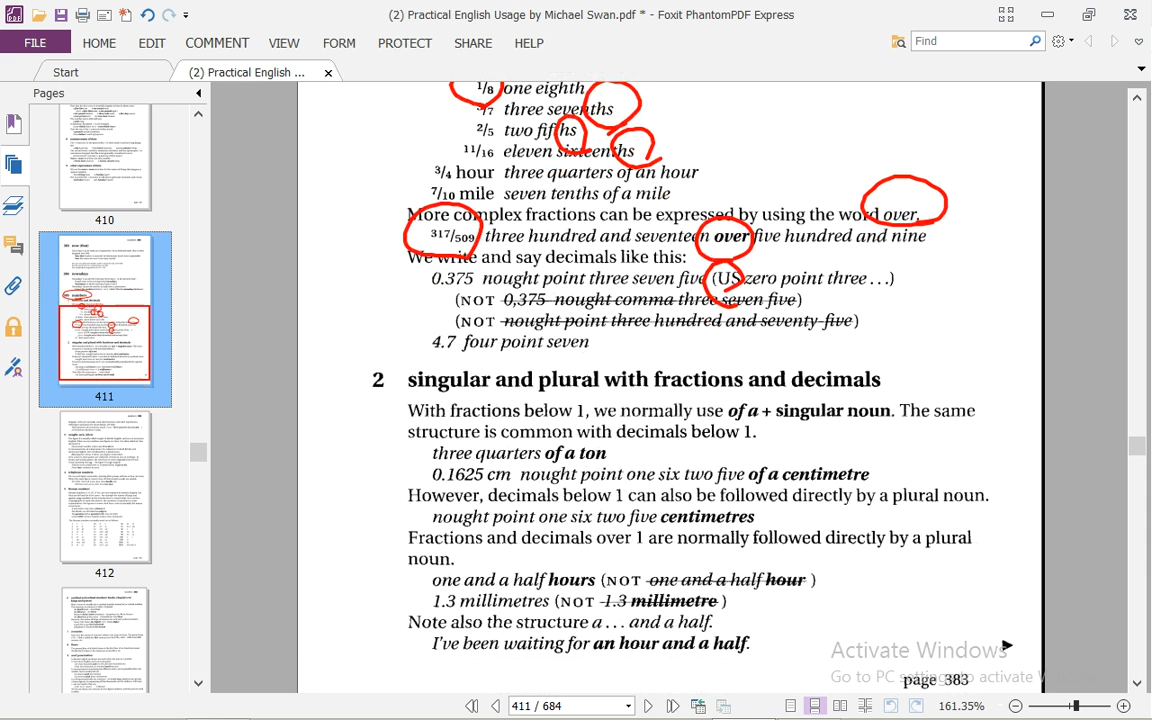 (2) Practical English Usage by Michael Swan.pdf * - Foxit PhantomPDF Express
FILE HOME EDIT COMMENT VIEW FORM PROTECT SHARE HELP
Find
Start (2) Practical English ...
Pages
410
411
412
1/8 one eighth
3/7 three sevenths
2/5 two fifths
11/16 eleven sixteenths
3/4 hour three quarters of an hour
7/10 mile seven tenths of a mile
More complex fractions can be expressed by using the word over.
317/509 three hundred and seventeen over five hundred and nine
We write and say decimals like this:
0.375 nought point three seven five (US zero point three . . .)
(NOT 0,375 nought comma three seven five)
(NOT nought point three hundred and seventy-five)
4.7 four point seven
2 singular and plural with fractions and decimals
With fractions below 1, we normally use of a + singular noun. The same
structure is common with decimals below 1.
three quarters of a ton
0.1625 cm nought point one six two five of a centimetre
However, decimals below 1 can also be followed directly by a plural noun.
nought point one six two five centimetres
Fractions and decimals over 1 are normally followed directly by a plural
noun.
one and a half hours (NOT one and a half hour )
1.3 millimetres (NOT 1.3 millimetre )
Note also the structure a . . . and a half.
I've been waiting for an hour and a half.
page 383
Activate Windows
Go to PC settings to activate
411 / 684
161.35%